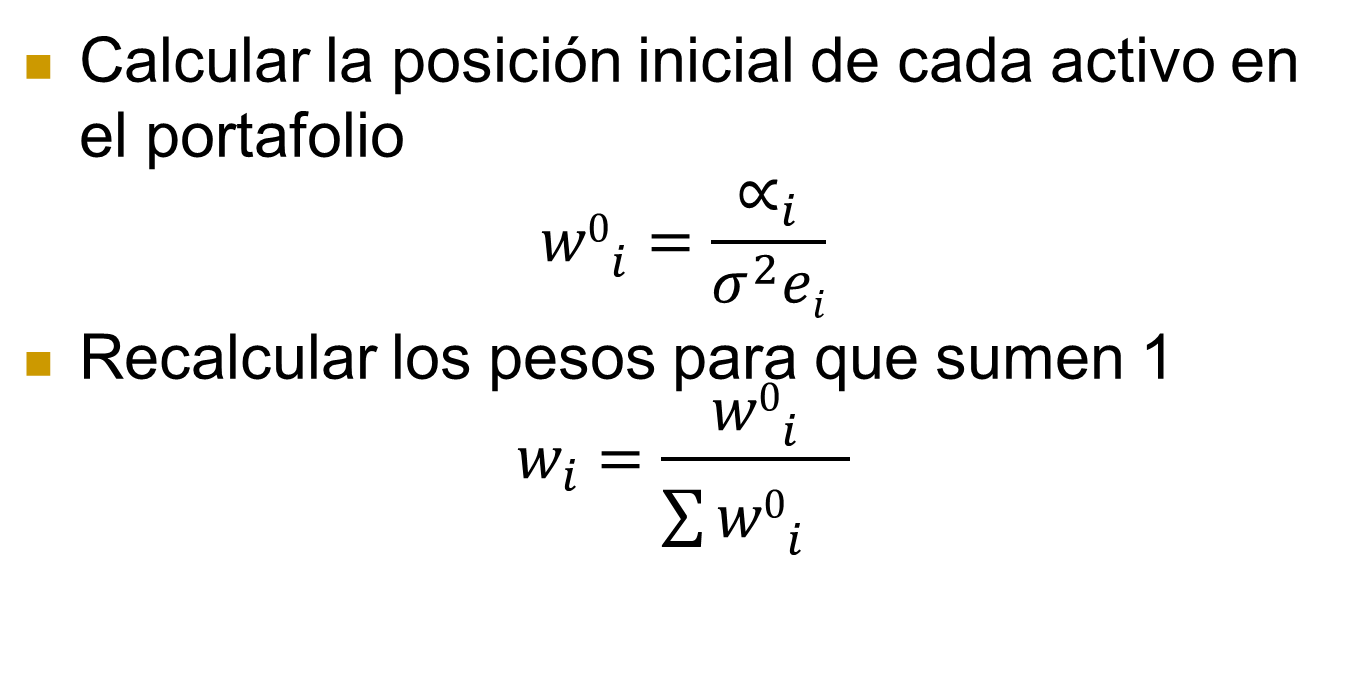 ■ Calcular la posición inicial de cada activo en
el portafolio
w⁰ᵢ = ∝ᵢ / σ²eᵢ
■ Recalcular los pesos para que sumen 1
wᵢ = w⁰ᵢ / ∑ w⁰ᵢ